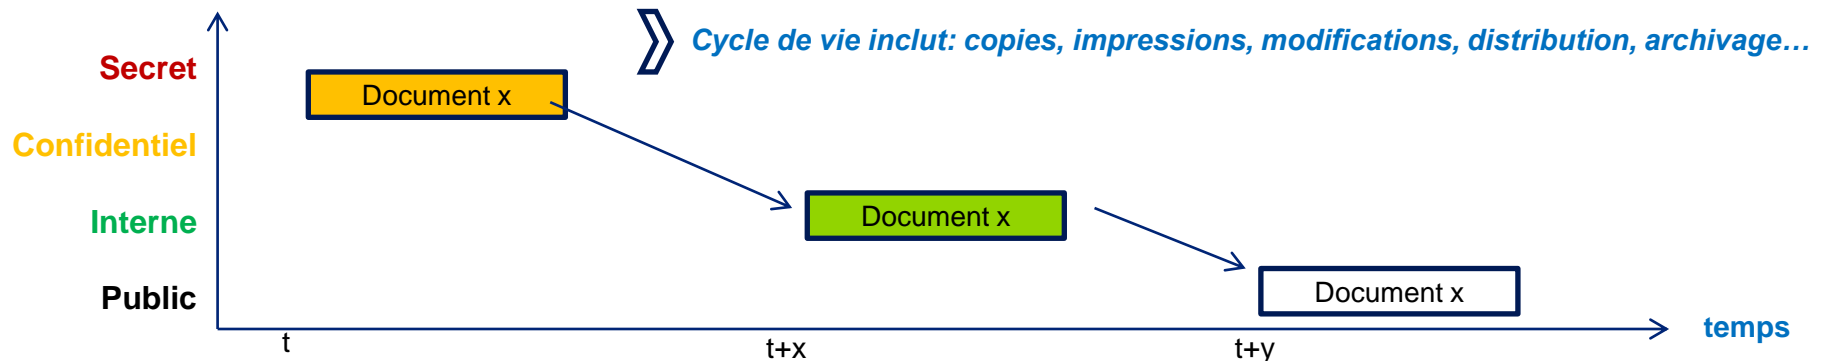 Cycle de vie inclut: copies, impressions, modifications, distribution, archivage…
Secret
Document x
Confidentiel
Interne
Document x
Public
Document x
temps
t
t+x
t+y